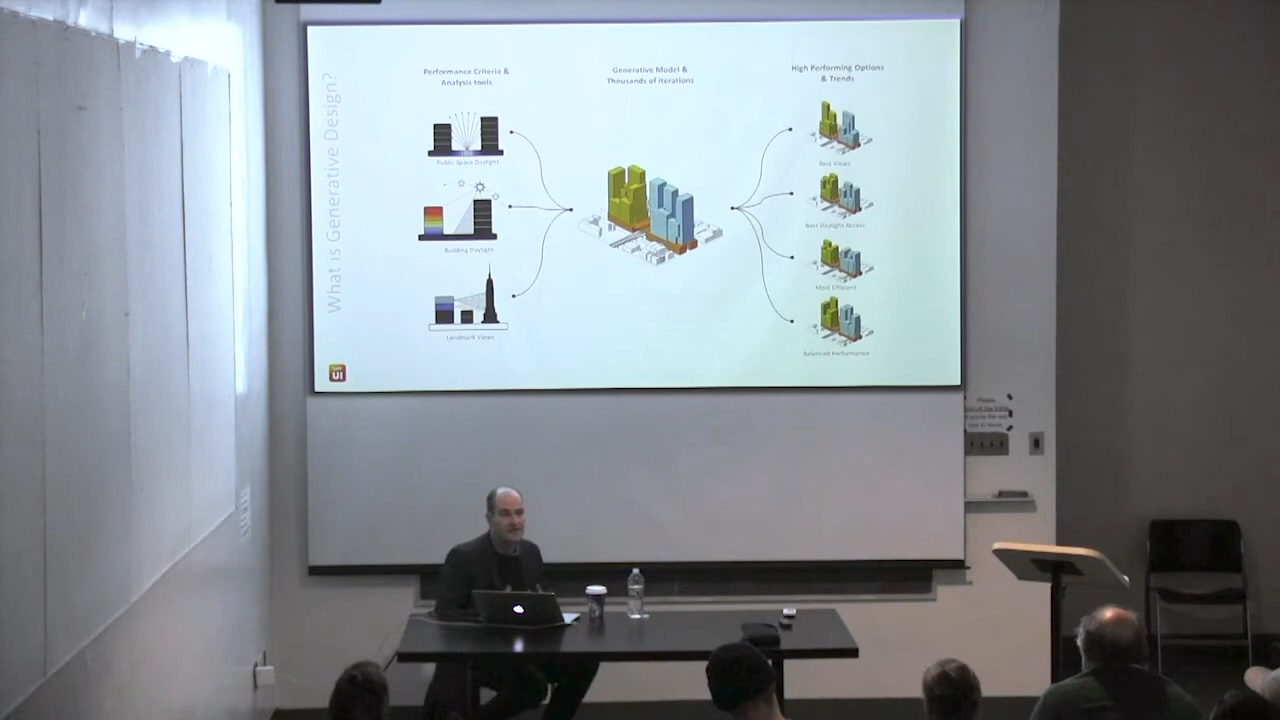 What is Generative Design?
Performance Criteria &
Analysis tools
Public Space Daylight
Building Daylight
Landmark Views
Generative Model &
Thousands of Iterations
High Performing Options
& Trends
Best Views
Best Daylight Access
Most Efficient
Balanced Performance
UI
Please